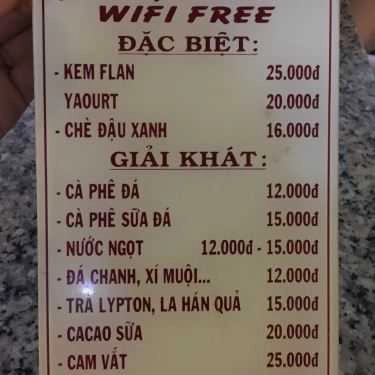 WIFI FREE
ĐẶC BIỆT:
- KEM FLAN 25.000đ
YAOURT 20.000đ
- CHÈ ĐẬU XANH 16.000đ
GIẢI KHÁT:
- CÀ PHÊ ĐÁ 12.000đ
- CÀ PHÊ SỮA ĐÁ 15.000đ
- NƯỚC NGỌT 12.000đ - 15.000đ
- ĐÁ CHANH, XÍ MUỘI... 12.000đ
- TRÀ LYPTON, LA HÁN QUẢ 15.000đ
- CACAO SỮA 20.000đ
- CAM VẮT 25.000đ